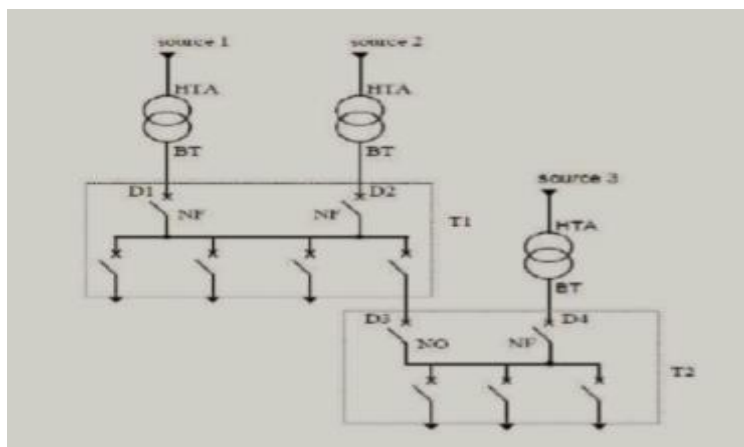 source 1
source 2
HTA
HTA
BT
BT
D1
D2
NF
NF
T1
source 3
HTA
BT
D3
D4
NO
NF
T2